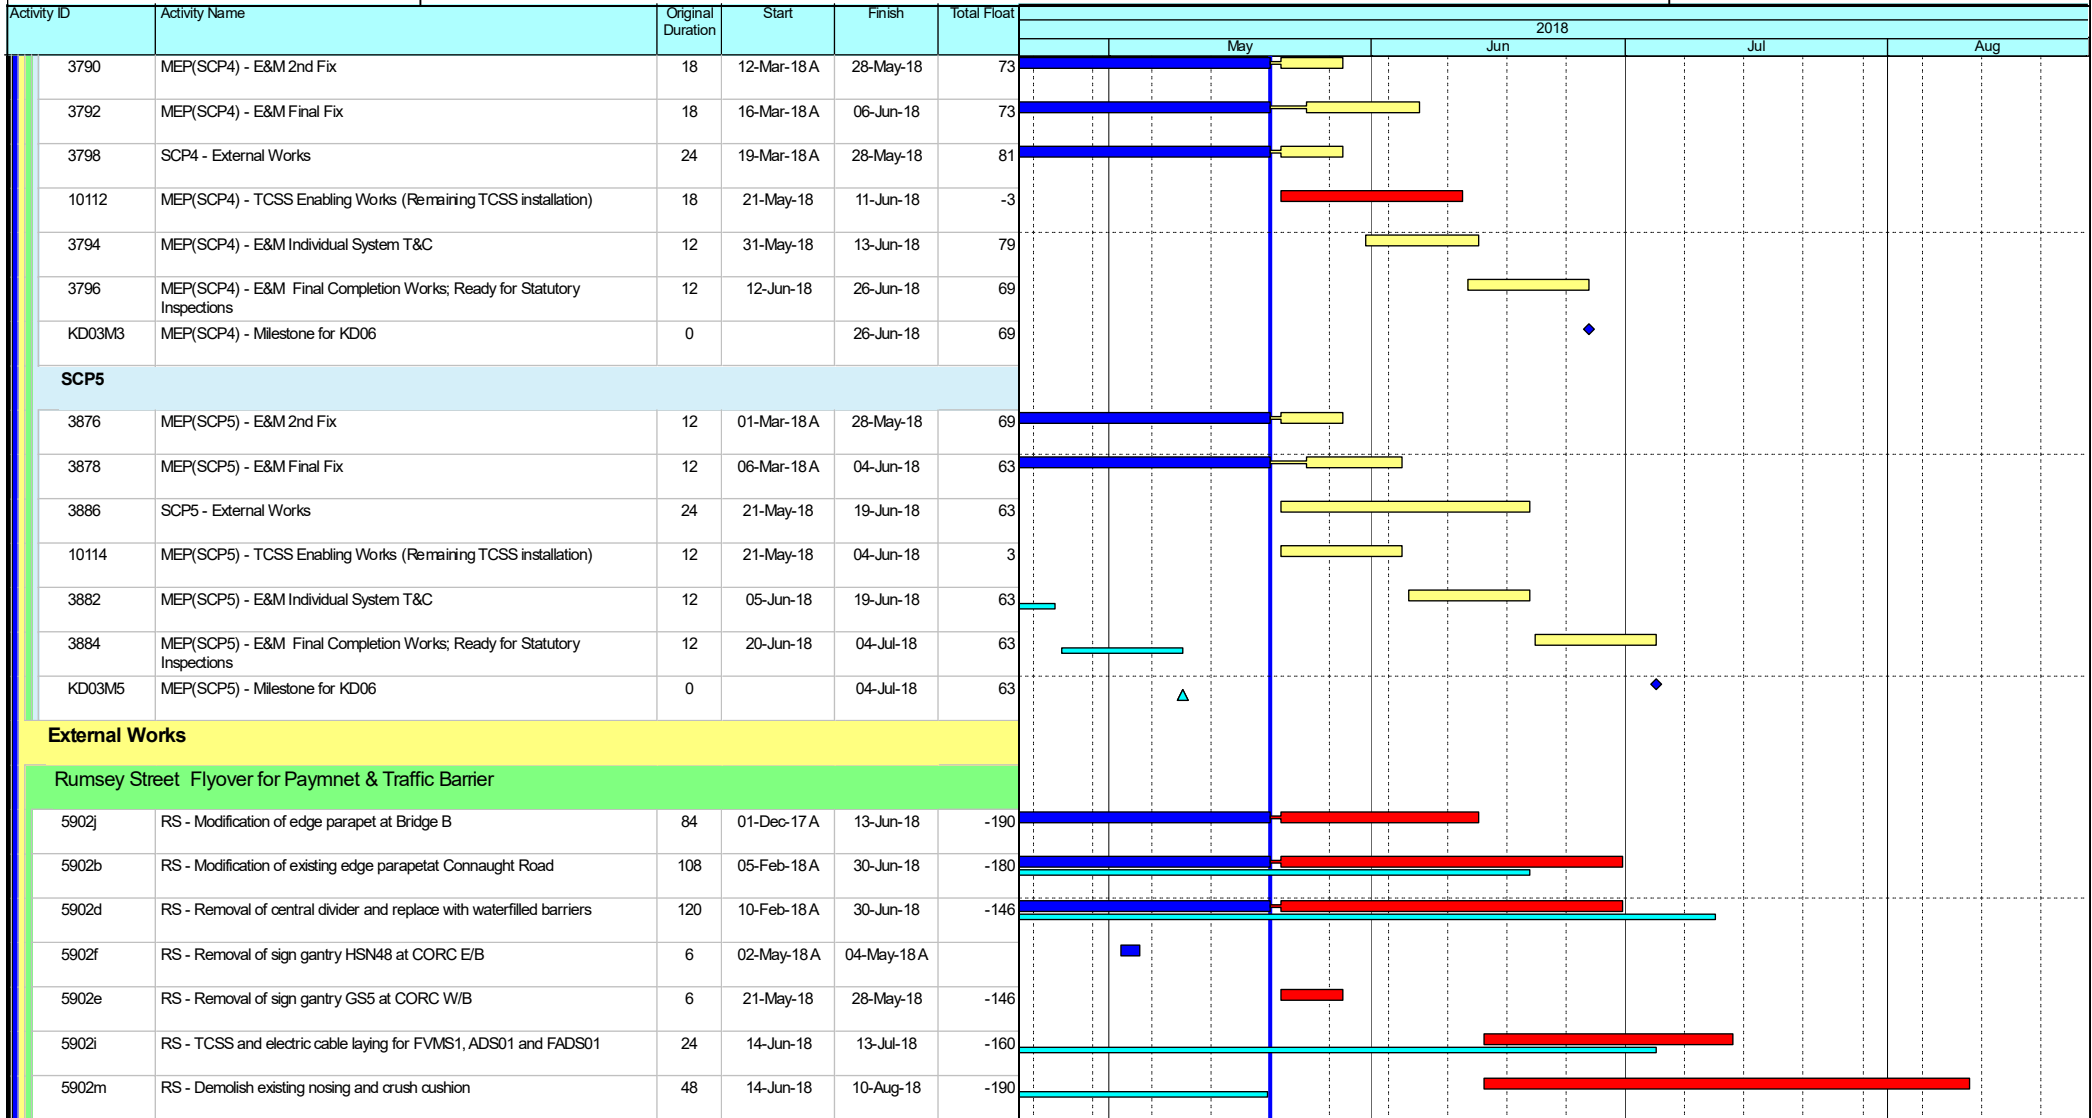 Activity ID Activity Name Original Duration Start Finish Total Float
2018
May Jun Jul Aug
3790 MEP(SCP4) - E&M 2nd Fix 18 12-Mar-18 A 28-May-18 73
3792 MEP(SCP4) - E&M Final Fix 18 16-Mar-18 A 06-Jun-18 73
3798 SCP4 - External Works 24 19-Mar-18 A 28-May-18 81
10112 MEP(SCP4) - TCSS Enabling Works (Remaining TCSS installation) 18 21-May-18 11-Jun-18 -3
3794 MEP(SCP4) - E&M Individual System T&C 12 31-May-18 13-Jun-18 79
3796 MEP(SCP4) - E&M Final Completion Works; Ready for Statutory Inspections 12 12-Jun-18 26-Jun-18 69
KD03M3 MEP(SCP4) - Milestone for KD06 0 26-Jun-18 69
SCP5
3876 MEP(SCP5) - E&M 2nd Fix 12 01-Mar-18 A 28-May-18 69
3878 MEP(SCP5) - E&M Final Fix 12 06-Mar-18 A 04-Jun-18 63
3886 SCP5 - External Works 24 21-May-18 19-Jun-18 63
10114 MEP(SCP5) - TCSS Enabling Works (Remaining TCSS installation) 12 21-May-18 04-Jun-18 3
3882 MEP(SCP5) - E&M Individual System T&C 12 05-Jun-18 19-Jun-18 63
3884 MEP(SCP5) - E&M Final Completion Works; Ready for Statutory Inspections 12 20-Jun-18 04-Jul-18 63
KD03M5 MEP(SCP5) - Milestone for KD06 0 04-Jul-18 63
External Works
Rumsey Street Flyover for Paymnet & Traffic Barrier
5902j RS - Modification of edge parapet at Bridge B 84 01-Dec-17 A 13-Jun-18 -190
5902b RS - Modification of existing edge parapetat Connaught Road 108 05-Feb-18 A 30-Jun-18 -180
5902d RS - Removal of central divider and replace with waterfilled barriers 120 10-Feb-18 A 30-Jun-18 -146
5902f RS - Removal of sign gantry HSN48 at CORC E/B 6 02-May-18 A 04-May-18 A
5902e RS - Removal of sign gantry GS5 at CORC W/B 6 21-May-18 28-May-18 -146
5902i RS - TCSS and electric cable laying for FVMS1, ADS01 and FADS01 24 14-Jun-18 13-Jul-18 -160
5902m RS - Demolish existing nosing and crush cushion 48 14-Jun-18 10-Aug-18 -190